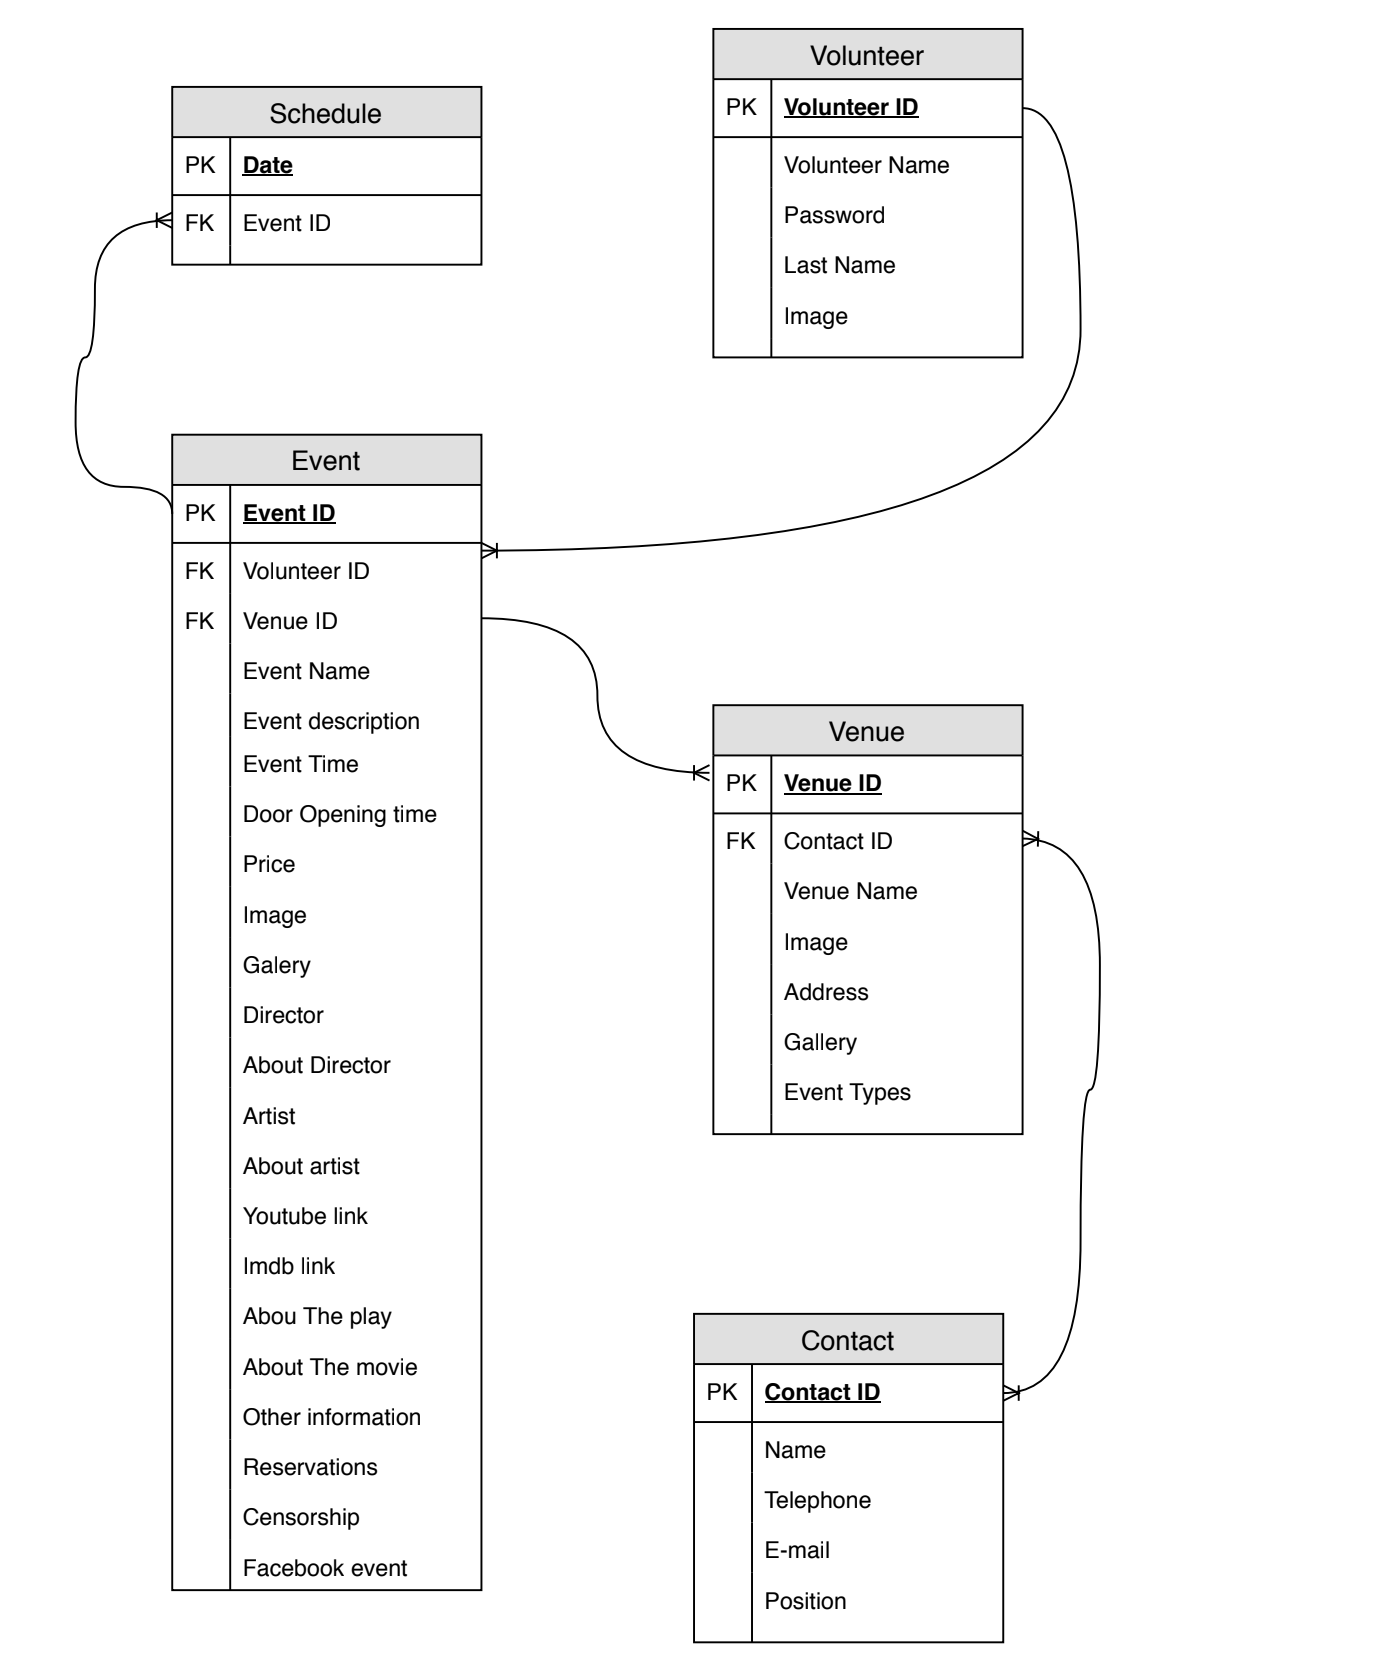 Schedule
PK Date
FK Event ID
Volunteer
PK Volunteer ID
Volunteer Name
Password
Last Name
Image
Event
PK Event ID
FK Volunteer ID
FK Venue ID
Event Name
Event description
Event Time
Door Opening time
Price
Image
Galery
Director
About Director
Artist
About artist
Youtube link
Imdb link
Abou The play
About The movie
Other information
Reservations
Censorship
Facebook event
Venue
PK Venue ID
FK Contact ID
Venue Name
Image
Address
Gallery
Event Types
Contact
PK Contact ID
Name
Telephone
E-mail
Position